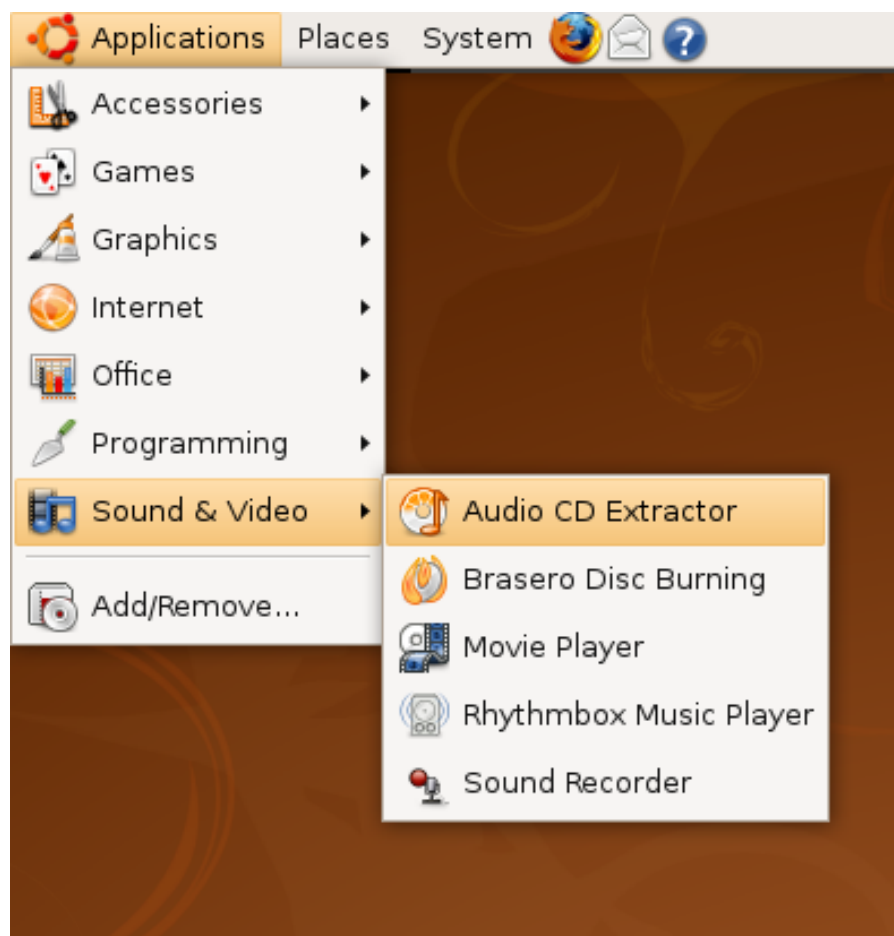 Applications Places System
Accessories
Games
Graphics
Internet
Office
Programming
Sound & Video
Add/Remove...
Audio CD Extractor
Brasero Disc Burning
Movie Player
Rhythmbox Music Player
Sound Recorder